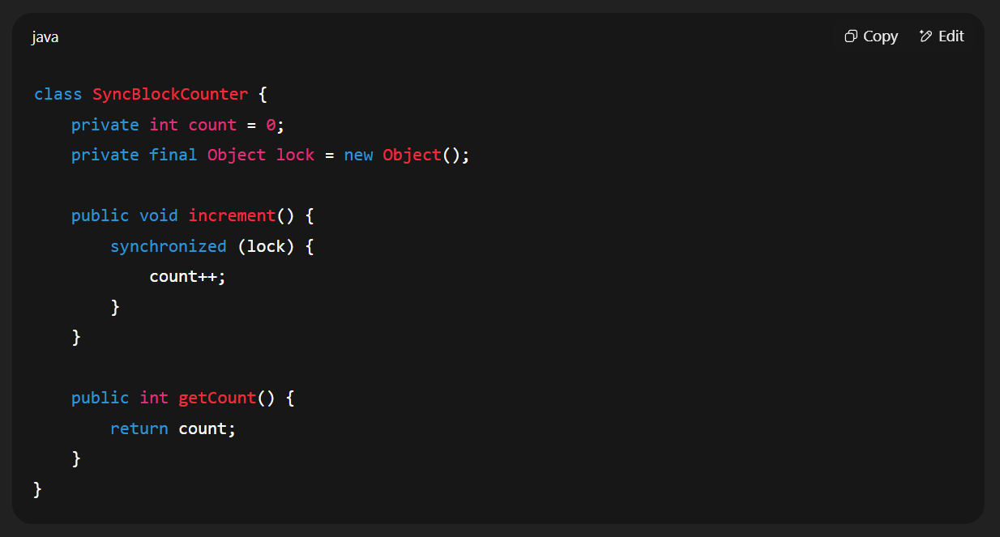 java
Copy Edit
class SyncBlockCounter {
    private int count = 0;
    private final Object lock = new Object();

    public void increment() {
        synchronized (lock) {
            count++;
        }
    }

    public int getCount() {
        return count;
    }
}